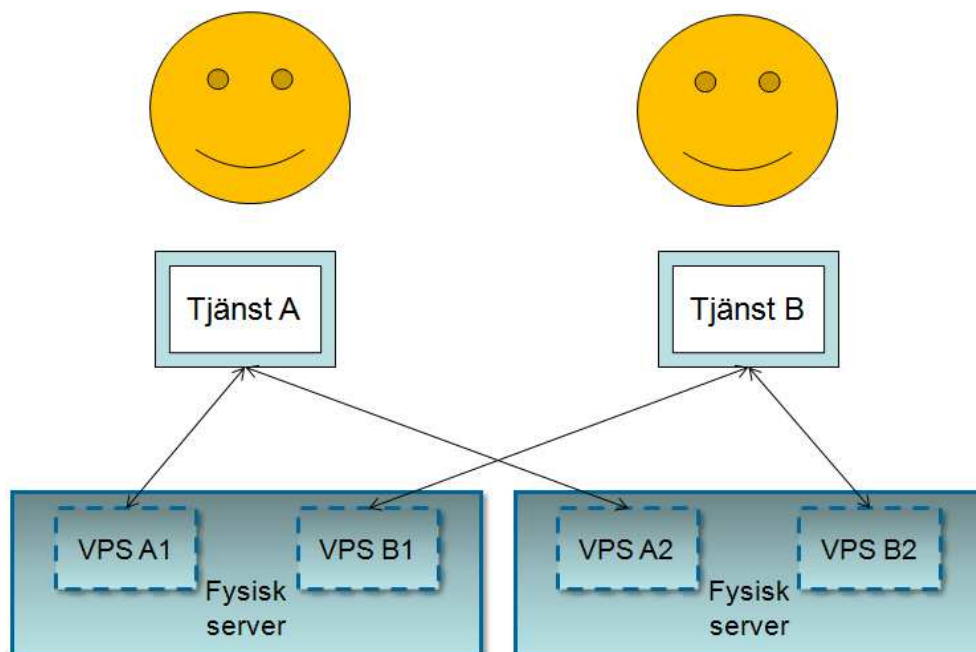 Tjänst A
Tjänst B
VPS A1
VPS B1
VPS A2
VPS B2
Fysisk
server
Fysisk
server